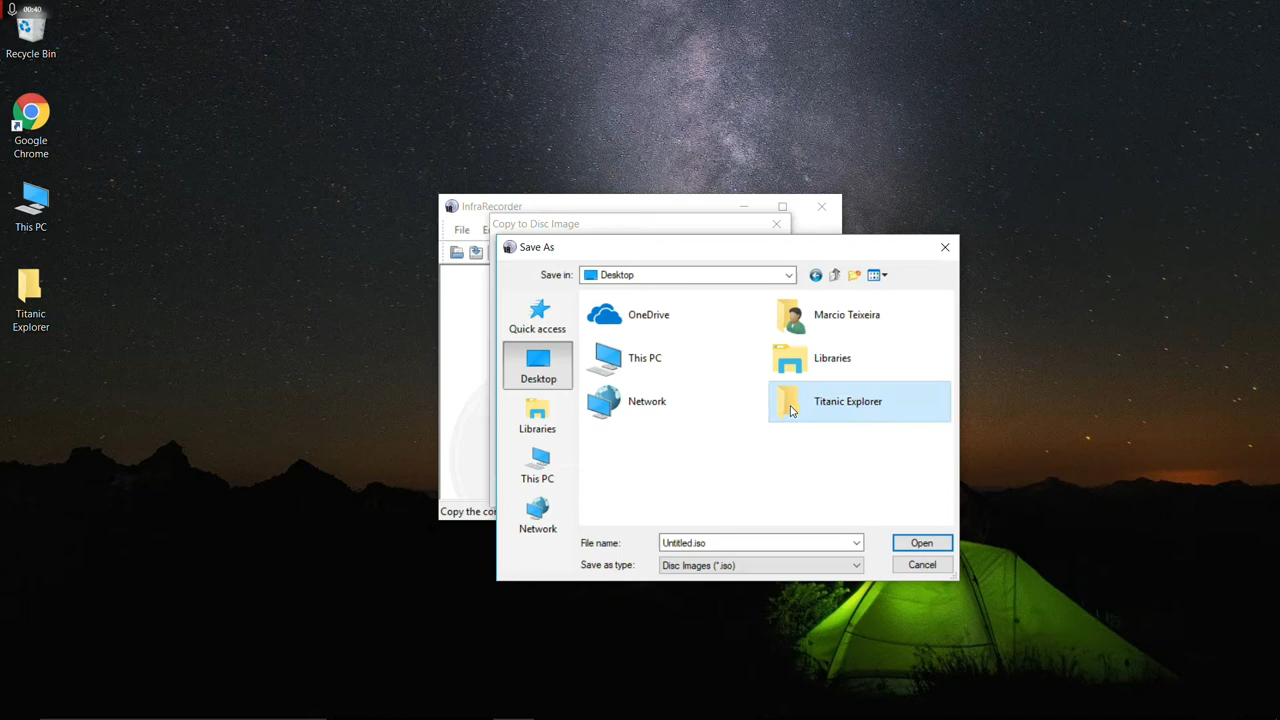 00:40
Recycle Bin
Google
Chrome
This PC
Titanic
Explorer
InfraRecorder
File
Copy to Disc Image
Save As
Save in:
Desktop
Quick access
Desktop
Libraries
This PC
Network
OneDrive
Marcio Teixeira
This PC
Libraries
Network
Titanic Explorer
File name:
Untitled.iso
Open
Save as type:
Disc Images (*.iso)
Cancel
Copy the